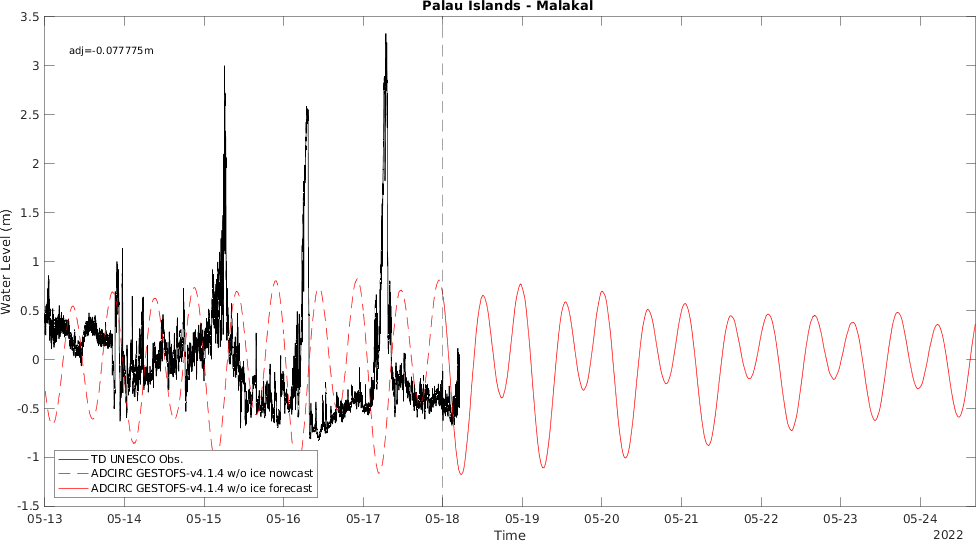 Palau Islands - Malakal
adj=-0.077775m
Water Level (m)
3.5
3
2.5
2
1.5
1
0.5
0
-0.5
-1
-1.5
TD UNESCO Obs.
ADCIRC GESTOFS-v4.1.4 w/o ice nowcast
ADCIRC GESTOFS-v4.1.4 w/o ice forecast
05-13 05-14 05-15 05-16 05-17 05-18 05-19 05-20 05-21 05-22 05-23 05-24
Time
2022